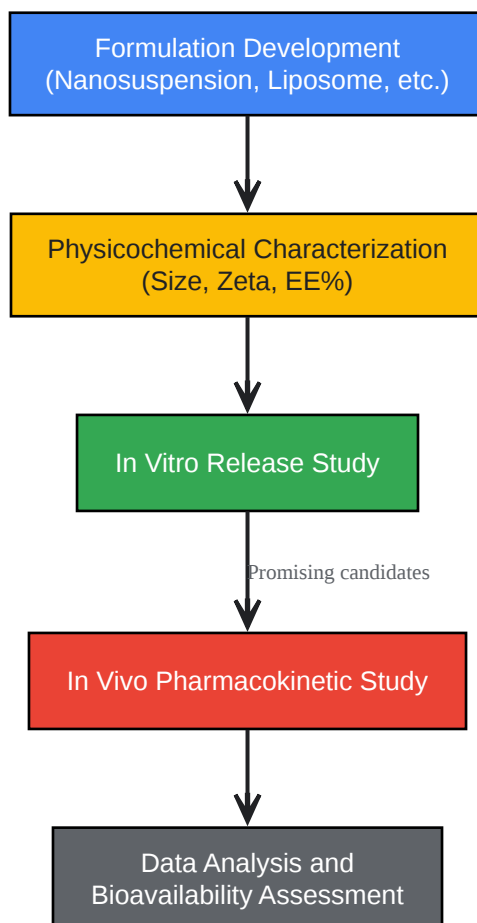 Formulation Development
(Nanosuspension, Liposome, etc.)
Physicochemical Characterization
(Size, Zeta, EE%)
In Vitro Release Study
Promising candidates
In Vivo Pharmacokinetic Study
Data Analysis and
Bioavailability Assessment